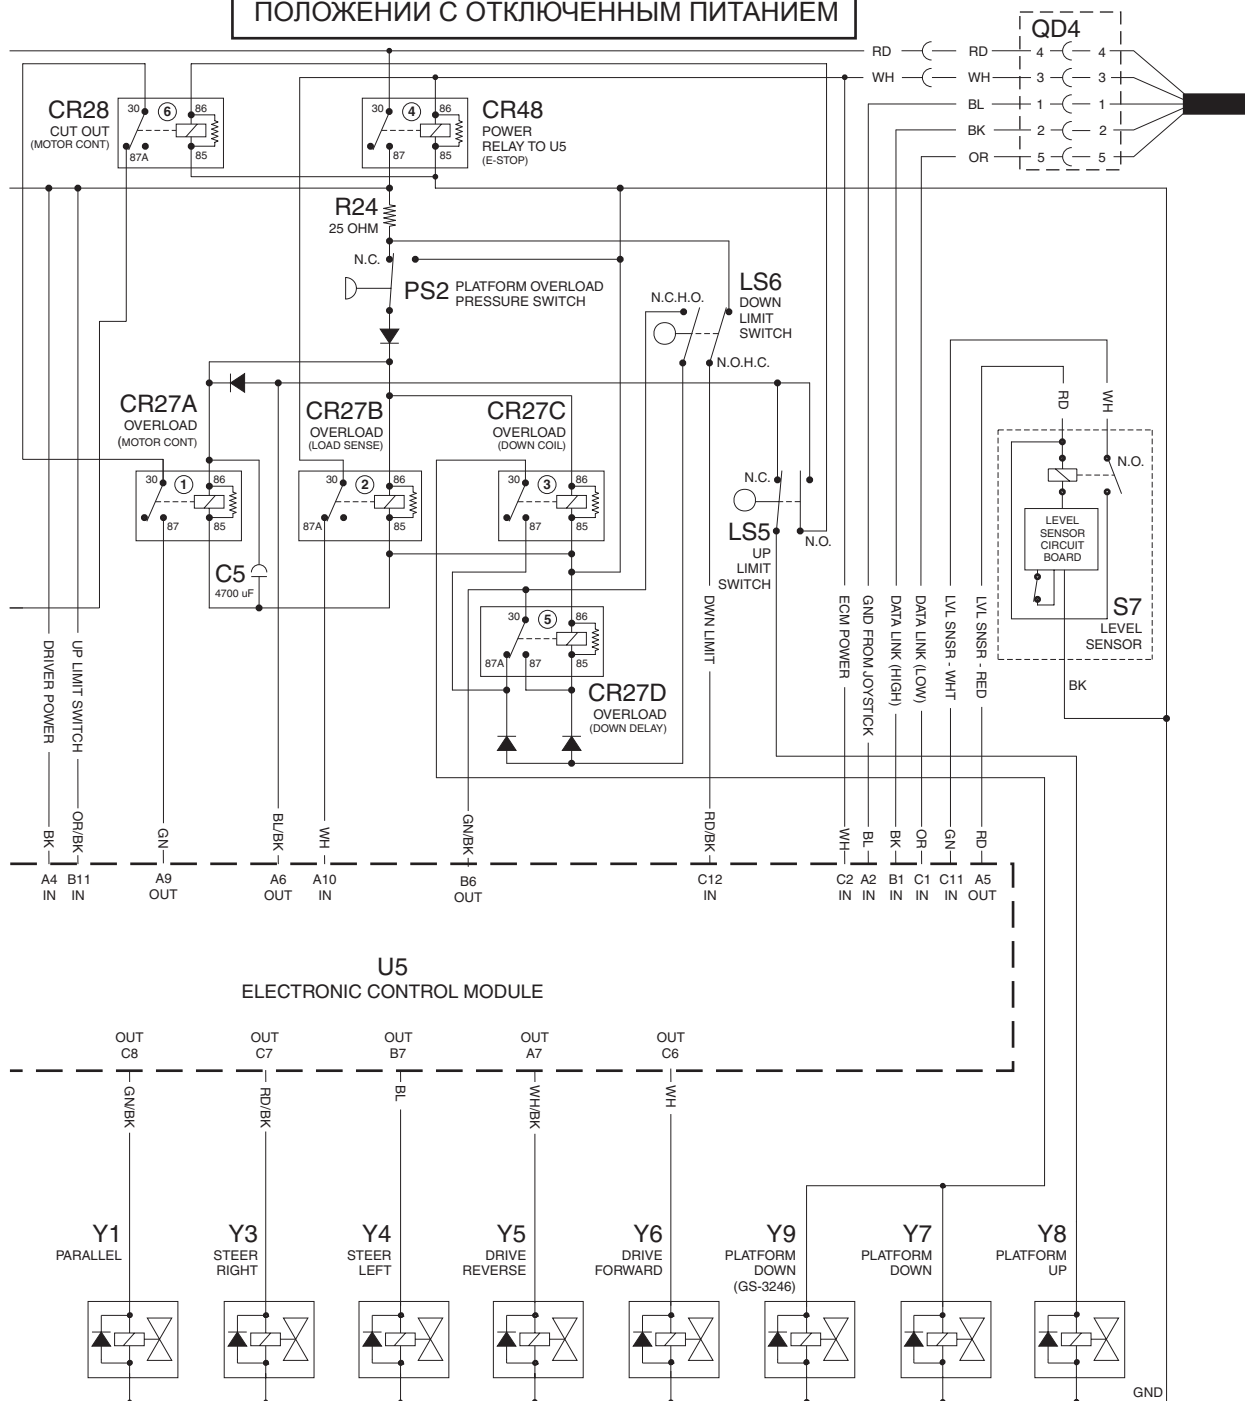 ПОЛОЖЕНИИ С ОТКЛЮЧЕННЫМ ПИТАНИЕМ
QD4
RD RD 4 4
WH WH 3 3
BL 1 1
BK 2 2
OR 5 5
CR28
CUT OUT
(MOTOR CONT)
30 6 86
87A 85
CR48
POWER
RELAY TO U5
(E-STOP)
30 4 86
87 85
R24
25 OHM
N.C.
PS2 PLATFORM OVERLOAD
PRESSURE SWITCH
LS6
DOWN
LIMIT
SWITCH
N.C.H.O.
N.O.H.C.
CR27A
OVERLOAD
(MOTOR CONT)
30 1 86
87 85
CR27B
OVERLOAD
(LOAD SENSE)
30 2 86
87A 85
CR27C
OVERLOAD
(DOWN COIL)
30 3 86
87 85
C5
4700 uF
N.C.
LS5
UP
LIMIT
SWITCH
N.O.
RD
WH
N.O.
LEVEL
SENSOR
CIRCUIT
BOARD
S7
LEVEL
SENSOR
BK
30 5 86
87A 87 85
CR27D
OVERLOAD
(DOWN DELAY)
DRIVER POWER
UP LIMIT SWITCH
DWN LIMIT
ECM POWER
GND FROM JOYSTICK
DATA LINK (HIGH)
DATA LINK (LOW)
LVL SNSR - WHT
LVL SNSR - RED
BK
OR/BK
GN
BL/BK
WH
GN/BK
RD/BK
WH
BL
BK
OR
GN
RD
A4 B11 A9 A6 A10 B6 C12 C2 A2 B1 C1 C11 A5
IN IN OUT OUT IN OUT IN IN IN IN IN IN OUT
U5
ELECTRONIC CONTROL MODULE
OUT OUT OUT OUT OUT
C8 C7 B7 A7 C6
GN/BK
RD/BK
BL
WH/BK
WH
Y1
PARALLEL
Y3
STEER
RIGHT
Y4
STEER
LEFT
Y5
DRIVE
REVERSE
Y6
DRIVE
FORWARD
Y9
PLATFORM
DOWN
(GS-3246)
Y7
PLATFORM
DOWN
Y8
PLATFORM
UP
GND